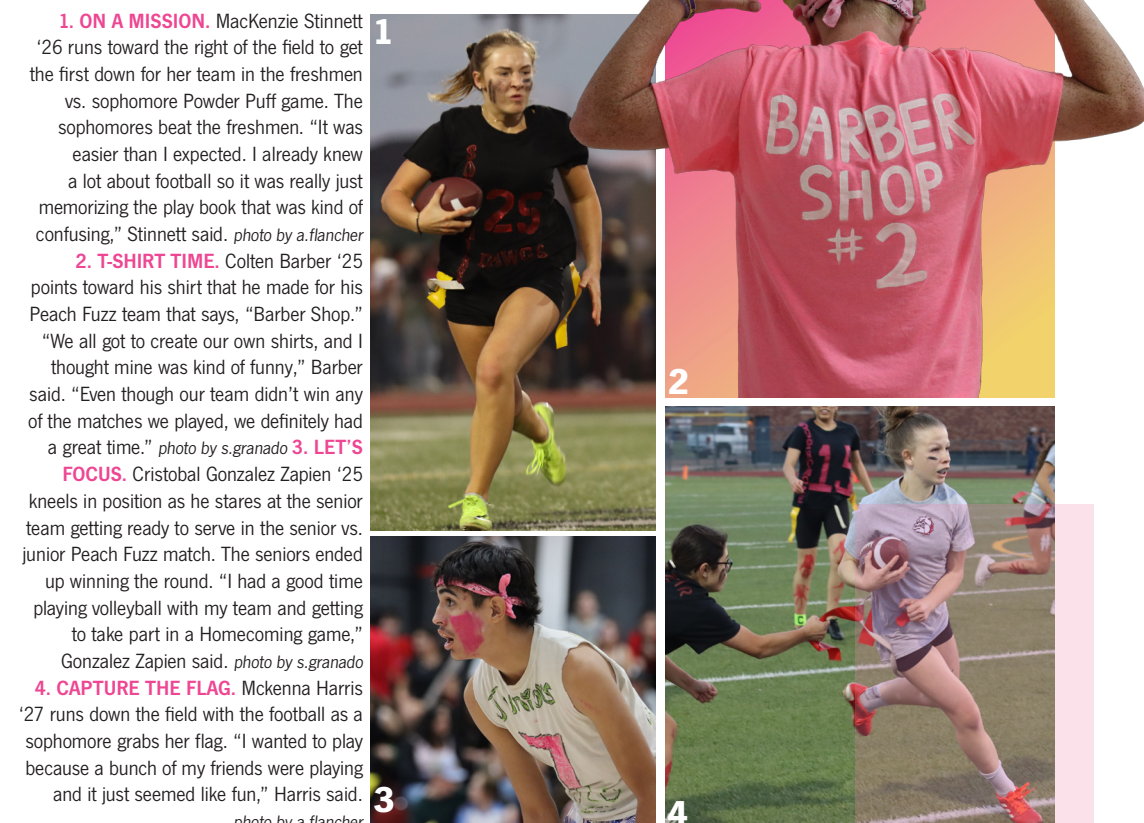 1. ON A MISSION. MacKenzie Stinnett
‘26 runs toward the right of the field to get
the first down for her team in the freshmen
vs. sophomore Powder Puff game. The
sophomores beat the freshmen. “It was
easier than I expected. I already knew
a lot about football so it was really just
memorizing the play book that was kind of
confusing,” Stinnett said. photo by a.flancher
2. T-SHIRT TIME. Colten Barber ‘25
points toward his shirt that he made for his
Peach Fuzz team that says, “Barber Shop.”
“We all got to create our own shirts, and I
thought mine was kind of funny,” Barber
said. “Even though our team didn’t win any
of the matches we played, we definitely had
a great time.” photo by s.granado 3. LET’S
FOCUS. Cristobal Gonzalez Zapien ‘25
kneels in position as he stares at the senior
team getting ready to serve in the senior vs.
junior Peach Fuzz match. The seniors ended
up winning the round. “I had a good time
playing volleyball with my team and getting
to take part in a Homecoming game,”
Gonzalez Zapien said. photo by s.granado
4. CAPTURE THE FLAG. Mckenna Harris
‘27 runs down the field with the football as a
sophomore grabs her flag. “I wanted to play
because a bunch of my friends were playing
and it just seemed like fun,” Harris said.
photo by a.flancher
1
25
DAWGS
BARBER
SHOP
#2
2
Juniors
7
3
11
4